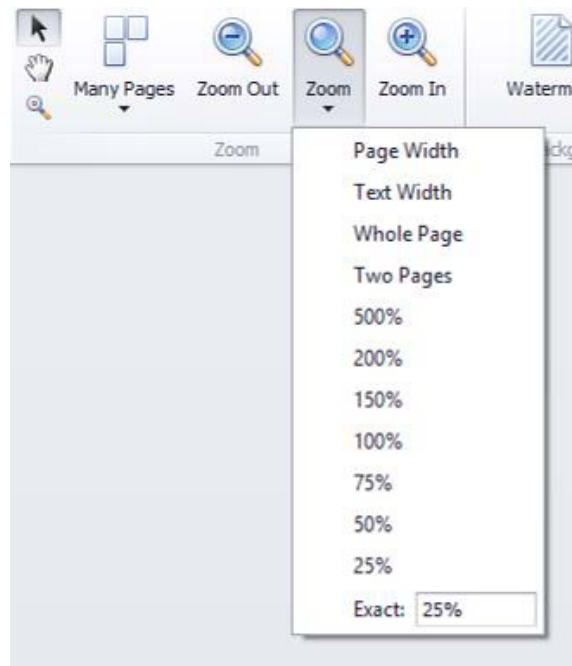 Many Pages Zoom Out Zoom Zoom In Waterm
Zoom ckg
Page Width
Text Width
Whole Page
Two Pages
500%
200%
150%
100%
75%
50%
25%
Exact: 25%